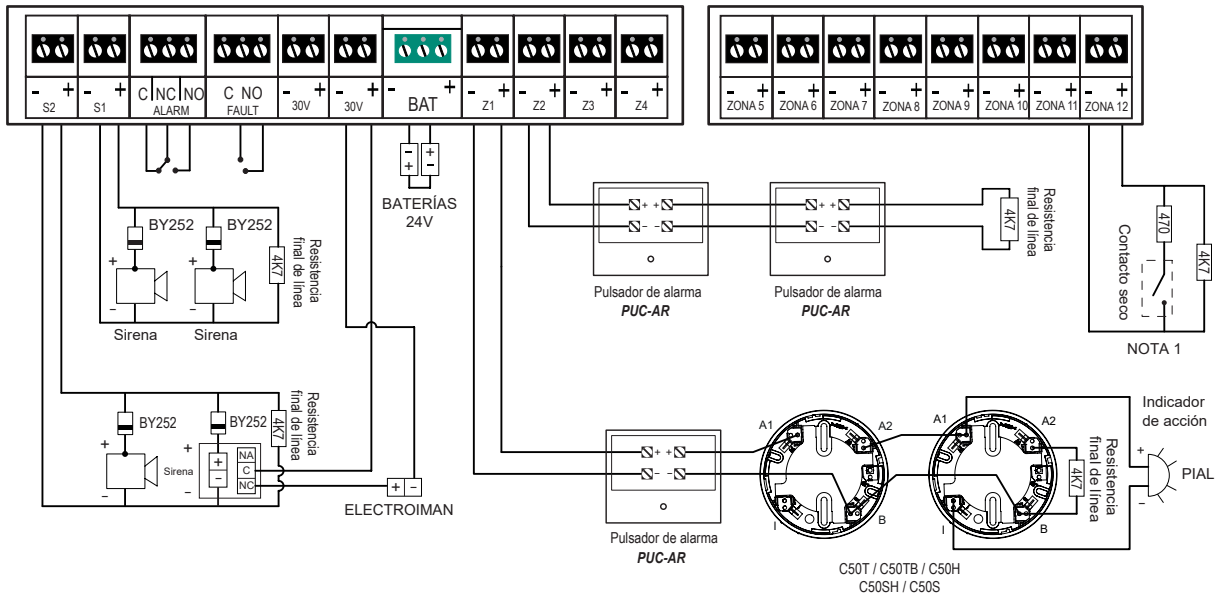 - +
- +
C NC NO
C NO
- +
- +
- +
- +
- +
- +
- +
S2
S1
ALARM
FAULT
30V
30V
BAT
Z1
Z2
Z3
Z4
- +
- +
- +
- +
- +
- +
- +
- +
ZONA 5
ZONA 6
ZONA 7
ZONA 8
ZONA 9
ZONA 10
ZONA 11
ZONA 12
- +
+ -
BATERÍAS
24V
BY252
BY252
+
+
-
-
4K7
Resistencia
final de línea
Sirena
Sirena
+ +
- -
+ +
- -
4K7
Resistencia
final de línea
Pulsador de alarma
PUC-AR
Pulsador de alarma
PUC-AR
470
Contacto seco
4K7
NOTA 1
BY252
BY252
4K7
Resistencia
final de línea
+
-
Sirena
+
-
+
-
NA
C
NC
+ -
ELECTROIMAN
+ +
- -
Pulsador de alarma
PUC-AR
A1
A2
I
B
A1
A2
I
B
4K7
Resistencia
final de línea
Indicador
de acción
+
PIAL
-
C50T / C50TB / C50H
C50SH / C50S